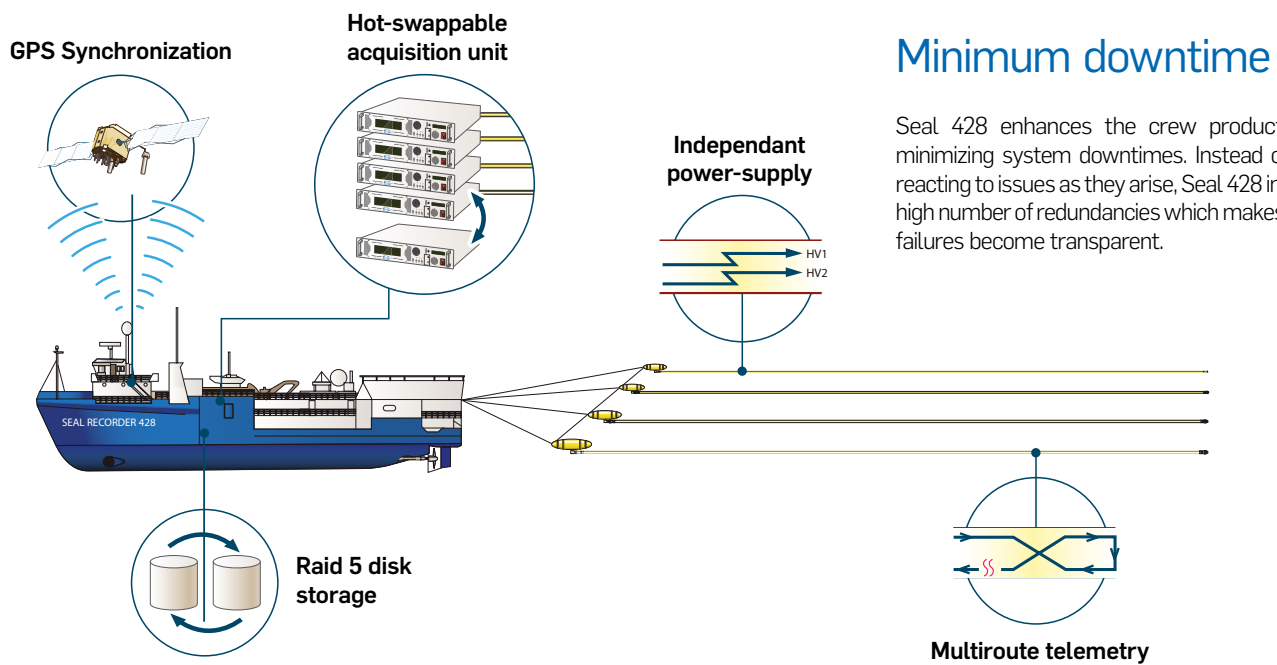 GPS Synchronization
Hot-swappable
acquisition unit
Independant
power-supply
HV1
HV2
Minimum downtime
Seal 428 enhances the crew product
minimizing system downtimes. Instead o
reacting to issues as they arise, Seal 428 in
high number of redundancies which makes
failures become transparent.
SEAL RECORDER 428
Raid 5 disk
storage
Multiroute telemetry